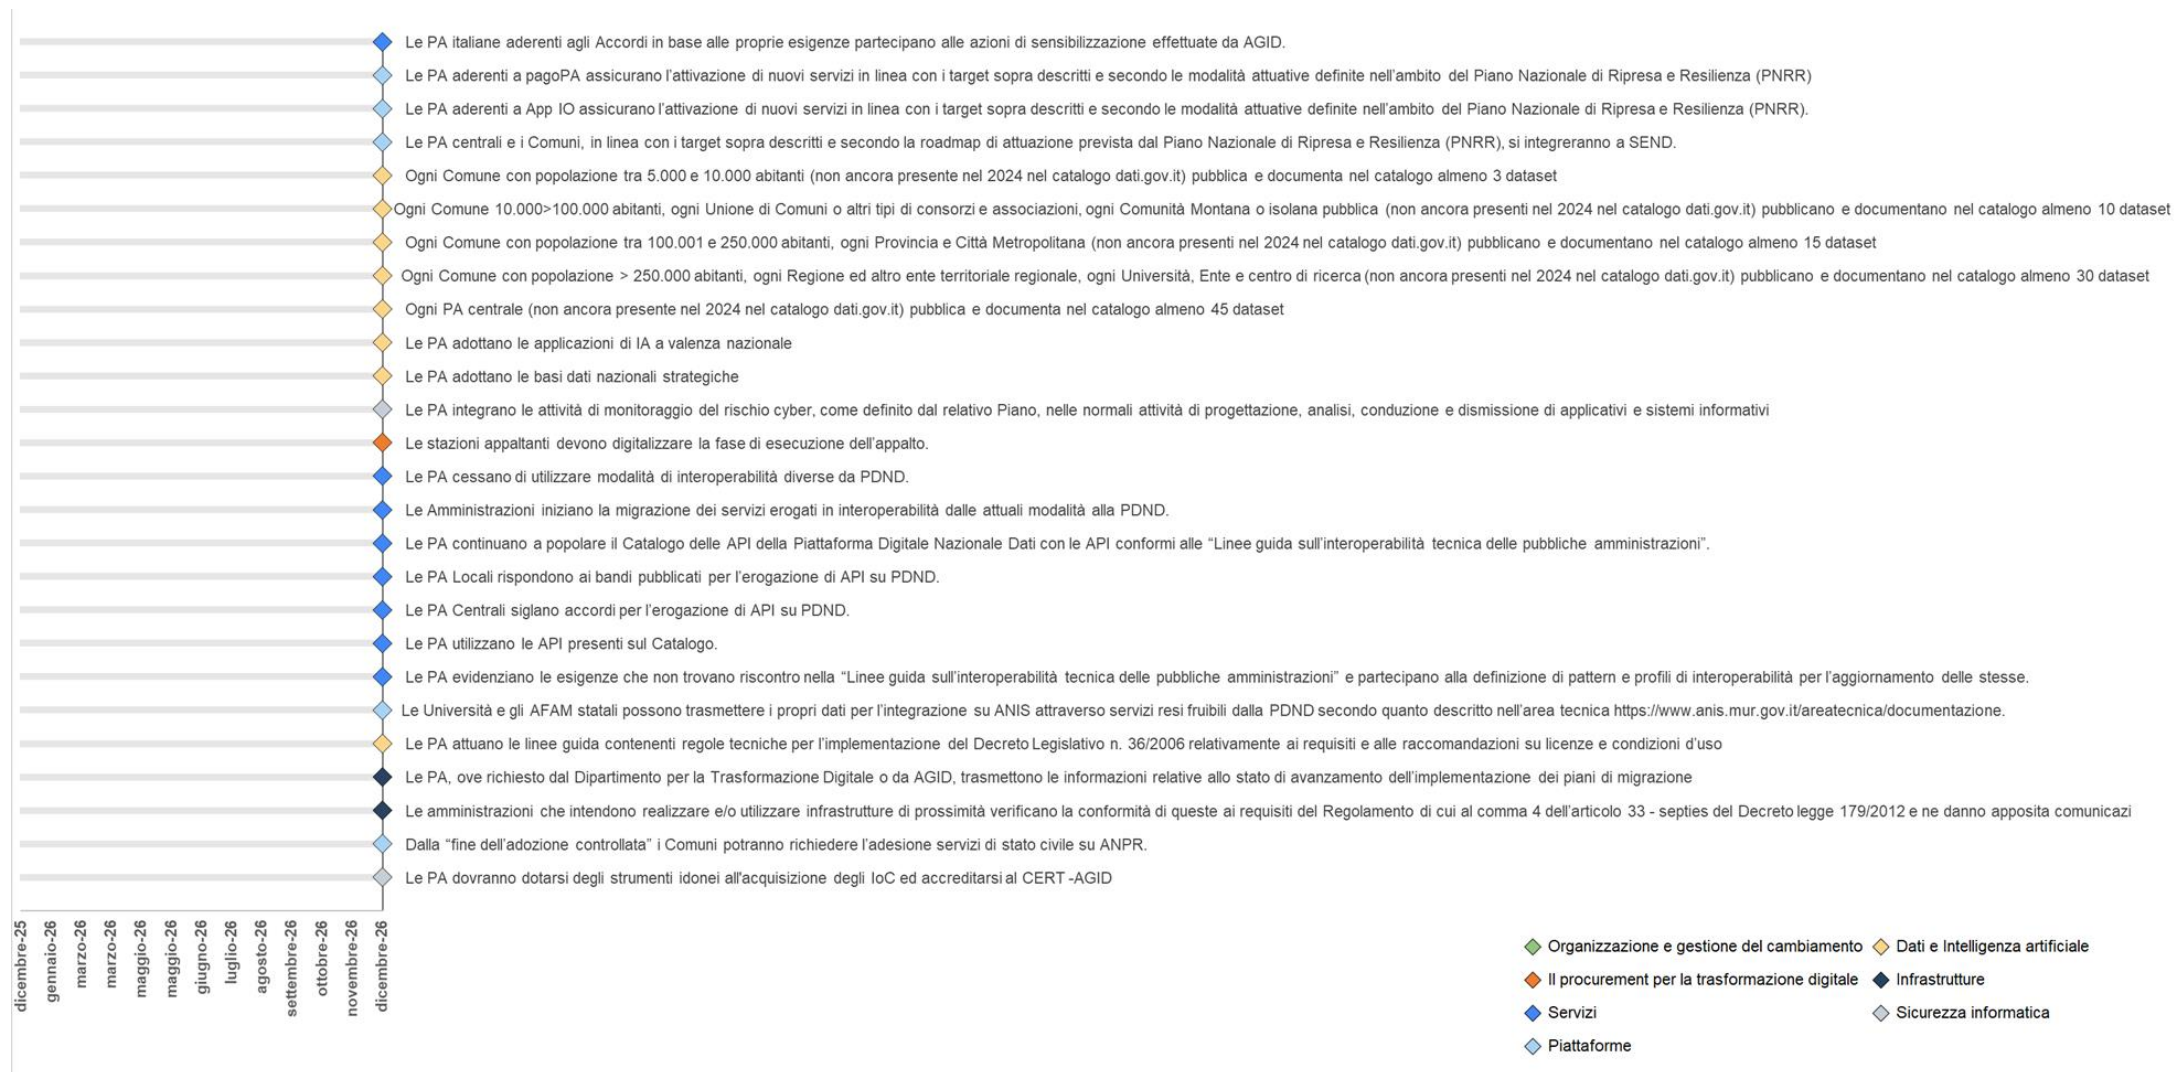 Le PA italiane aderenti agli Accordi in base alle proprie esigenze partecipano alle azioni di sensibilizzazione effettuate da AGID.
Le PA aderenti a pagoPA assicurano l'attivazione di nuovi servizi in linea con i target sopra descritti e secondo le modalità attuative definite nell'ambito del Piano Nazionale di Ripresa e Resilienza (PNRR)
Le PA aderenti a App IO assicurano l'attivazione di nuovi servizi in linea con i target sopra descritti e secondo le modalità attuative definite nell'ambito del Piano Nazionale di Ripresa e Resilienza (PNRR).
Le PA centrali e i Comuni, in linea con i target sopra descritti e secondo la roadmap di attuazione prevista dal Piano Nazionale di Ripresa e Resilienza (PNRR), si integreranno a SEND.
Ogni Comune con popolazione tra 5.000 e 10.000 abitanti (non ancora presente nel 2024 nel catalogo dati.gov.it) pubblica e documenta nel catalogo almeno 3 dataset
Ogni Comune 10.000>100.000 abitanti, ogni Unione di Comuni o altri tipi di consorzi e associazioni, ogni Comunità Montana o isolana pubblica (non ancora presenti nel 2024 nel catalogo dati.gov.it) pubblicano e documentano nel catalogo almeno 10 dataset
Ogni Comune con popolazione tra 100.001 e 250.000 abitanti, ogni Provincia e Città Metropolitana (non ancora presenti nel 2024 nel catalogo dati.gov.it) pubblicano e documentano nel catalogo almeno 15 dataset
Ogni Comune con popolazione > 250.000 abitanti, ogni Regione ed altro ente territoriale regionale, ogni Università, Ente e centro di ricerca (non ancora presenti nel 2024 nel catalogo dati.gov.it) pubblicano e documentano nel catalogo almeno 30 dataset
Ogni PA centrale (non ancora presente nel 2024 nel catalogo dati.gov.it) pubblica e documenta nel catalogo almeno 45 dataset
Le PA adottano le applicazioni di IA a valenza nazionale
Le PA adottano le basi dati nazionali strategiche
Le PA integrano le attività di monitoraggio del rischio cyber, come definito dal relativo Piano, nelle normali attività di progettazione, analisi, conduzione e dismissione di applicativi e sistemi informativi
Le stazioni appaltanti devono digitalizzare la fase di esecuzione dell'appalto.
Le PA cessano di utilizzare modalità di interoperabilità diverse da PDND.
Le Amministrazioni iniziano la migrazione dei servizi erogati in interoperabilità dalle attuali modalità alla PDND.
Le PA continuano a popolare il Catalogo delle API della Piattaforma Digitale Nazionale Dati con le API conformi alle “Linee guida sull'interoperabilità tecnica delle pubbliche amministrazioni”.
Le PA Locali rispondono ai bandi pubblicati per l'erogazione di API su PDND.
Le PA Centrali siglano accordi per l'erogazione di API su PDND.
Le PA utilizzano le API presenti sul Catalogo.
Le PA evidenziano le esigenze che non trovano riscontro nella “Linee guida sull'interoperabilità tecnica delle pubbliche amministrazioni” e partecipano alla definizione di pattern e profili di interoperabilità per l'aggiornamento delle stesse.
Le Università e gli AFAM statali possono trasmettere i propri dati per l'integrazione su ANIS attraverso servizi resi fruibili dalla PDND secondo quanto descritto nell'area tecnica https://www.anis.mur.gov.it/areatecnica/documentazione.
Le PA attuano le linee guida contenenti regole tecniche per l'implementazione del Decreto Legislativo n. 36/2006 relativamente ai requisiti e alle raccomandazioni su licenze e condizioni d'uso
Le PA, ove richiesto dal Dipartimento per la Trasformazione Digitale o da AGID, trasmettono le informazioni relative allo stato di avanzamento dell'implementazione dei piani di migrazione
Le amministrazioni che intendono realizzare e/o utilizzare infrastrutture di prossimità verificano la conformità di queste ai requisiti del Regolamento di cui al comma 4 dell'articolo 33 - septies del Decreto legge 179/2012 e ne danno apposita comunicazi
Dalla “fine dell'adozione controllata” i Comuni potranno richiedere l'adesione servizi di stato civile su ANPR.
Le PA dovranno dotarsi degli strumenti idonei all'acquisizione degli IoC ed accreditarsi al CERT -AGID
dicembre-25
gennaio-26
marzo-26
marzo-26
maggio-26
maggio-26
giugno-26
luglio-26
agosto-26
settembre-26
ottobre-26
novembre-26
dicembre-26
Organizzazione e gestione del cambiamento
Dati e Intelligenza artificiale
Il procurement per la trasformazione digitale
Infrastrutture
Servizi
Sicurezza informatica
Piattaforme